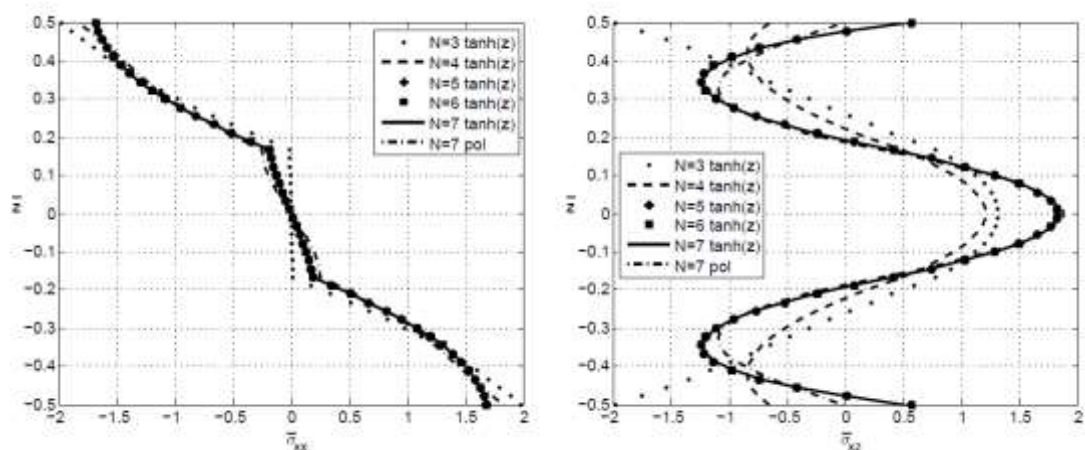 0.5
0.4
0.3
0.2
0.1
0
−0.1
−0.2
−0.3
−0.4
−0.5
z̄
−2 −1.5 −1 −0.5 0 0.5 1 1.5 2
σ̄xx
N=3 tanh(z)
N=4 tanh(z)
N=5 tanh(z)
N=6 tanh(z)
N=7 tanh(z)
N=7 pol
0.5
0.4
0.3
0.2
0.1
0
−0.1
−0.2
−0.3
−0.4
−0.5
z̄
−2 −1.5 −1 −0.5 0 0.5 1 1.5 2
σ̄xz
N=3 tanh(z)
N=4 tanh(z)
N=5 tanh(z)
N=6 tanh(z)
N=7 tanh(z)
N=7 pol